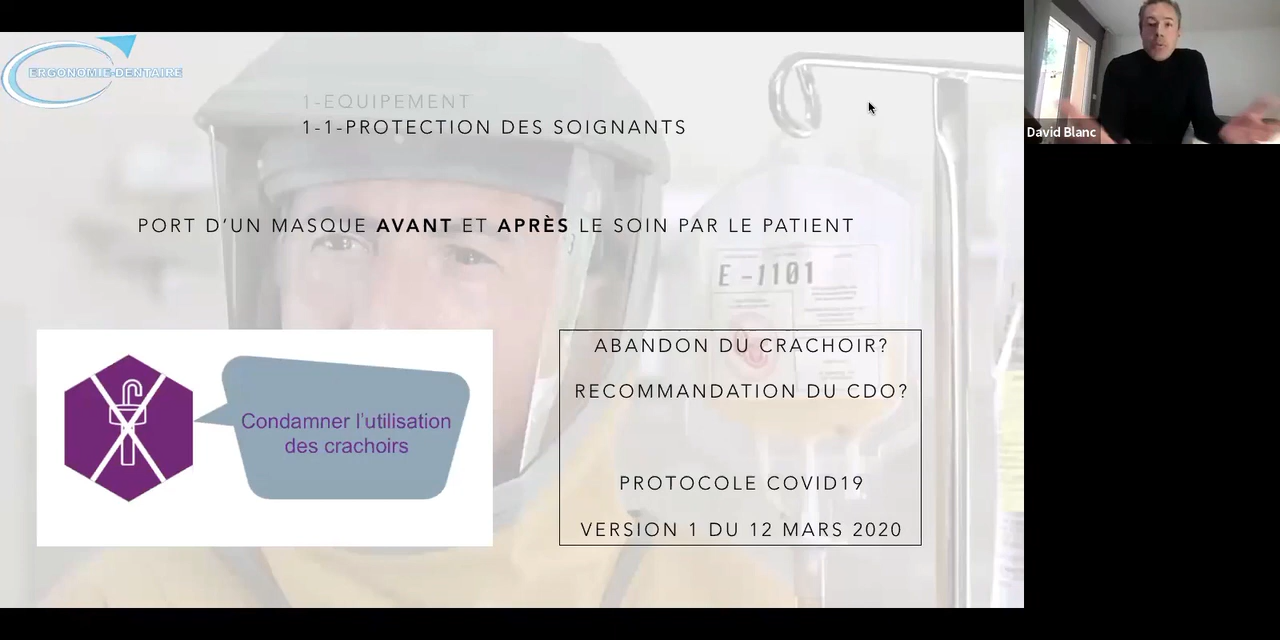 ERGONOMIE-DENTAIRE
1-EQUIPEMENT
1-1-PROTECTION DES SOIGNANTS
PORT D’UN MASQUE AVANT ET APRÈS LE SOIN PAR LE PATIENT
E-1101
Condamner l’utilisation
des crachoirs
ABANDON DU CRACHOIR?
RECOMMANDATION DU CDO?
PROTOCOLE COVID19
VERSION 1 DU 12 MARS 2020
David Blanc